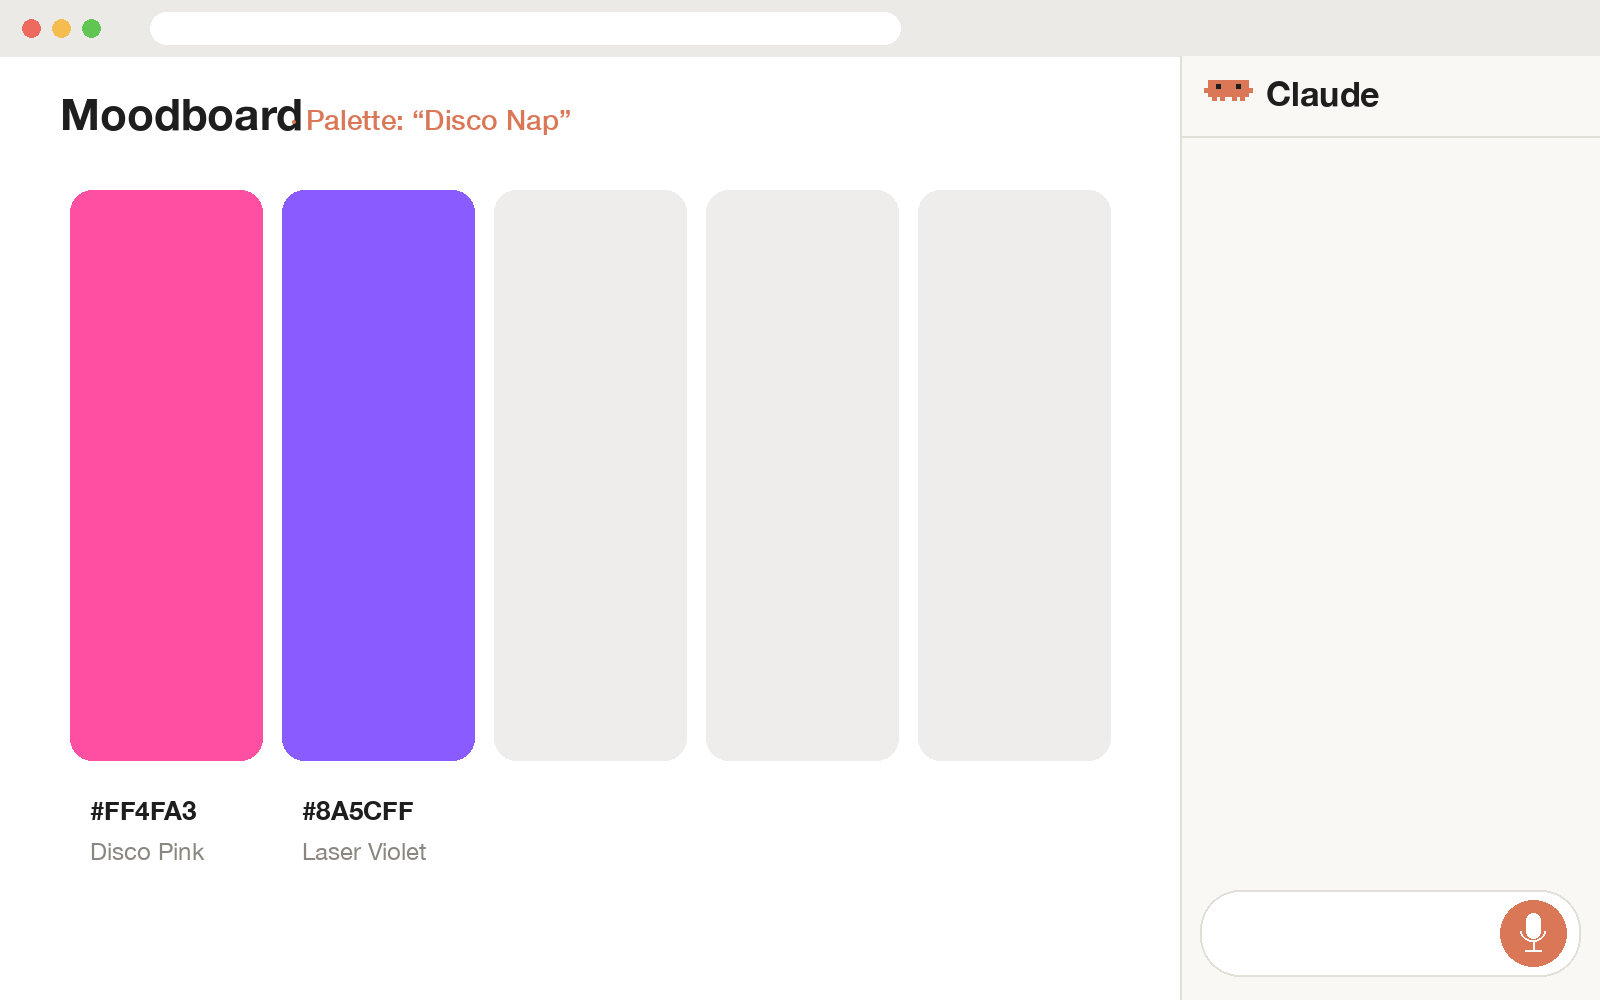 Moodboard
Palette: “Disco Nap”
Claude
#FF4FA3
Disco Pink
#8A5CFF
Laser Violet